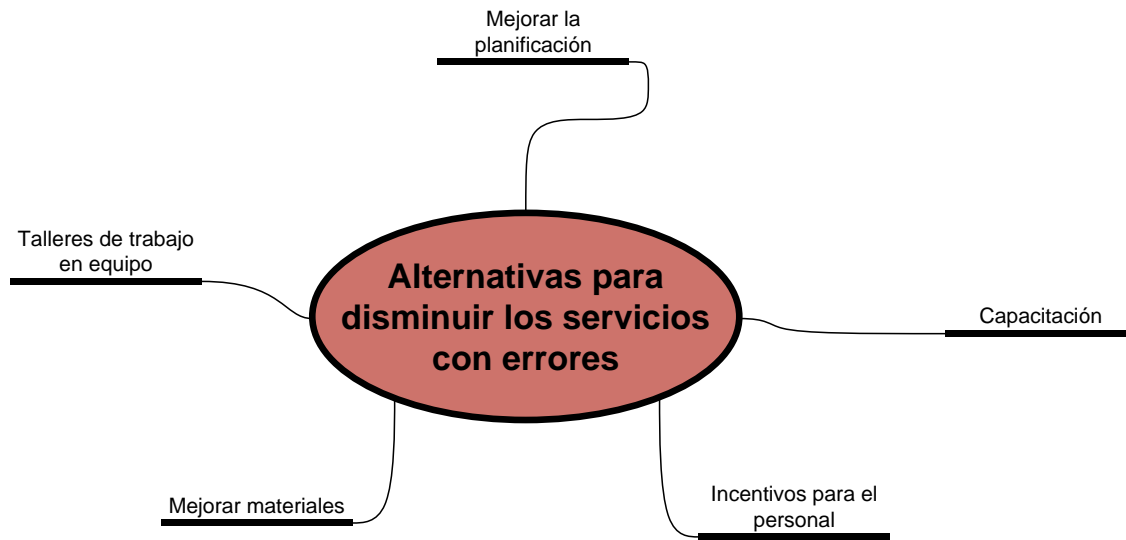 Mejorar la
planificación
Talleres de trabajo
en equipo
Alternativas para
disminuir los servicios
con errores
Capacitación
Mejorar materiales
Incentivos para el
personal